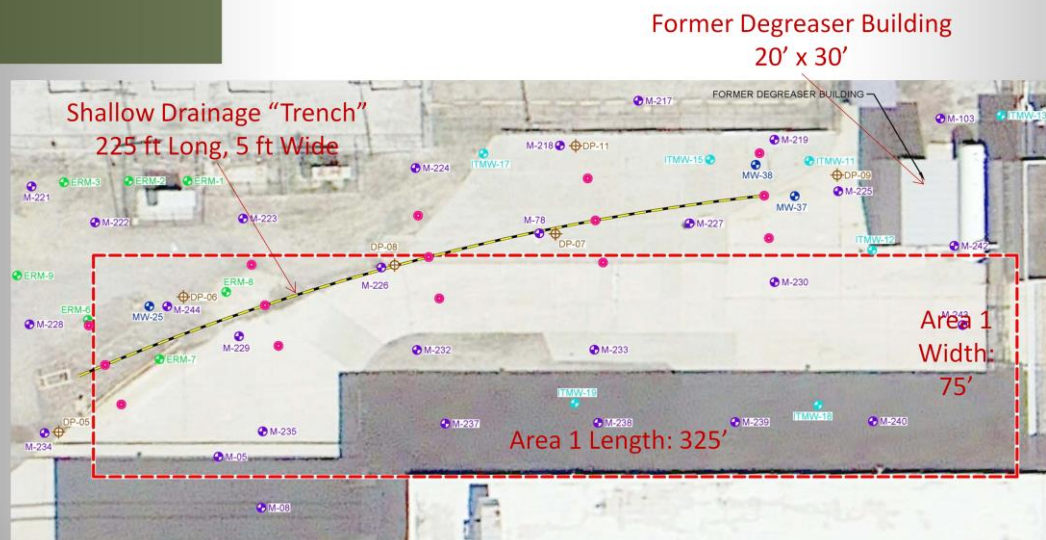 Former Degreaser Building
20' x 30'
FORMER DEGREASER BUILDING
Shallow Drainage “Trench”
225 ft Long, 5 ft Wide
M-217
M-103
ITMW-13
M-218
DP-11
M-219
ITMW-17
ITMW-15
ITMW-11
M-224
MW-38
DP-09
ERM-3
ERM-2
ERM-1
M-221
M-225
MW-37
M-222
M-223
M-78
M-227
DP-07
DP-08
ITMW-12
M-242
M-226
ERM-9
ERM-8
M-230
DP-06
ERM-6
MW-25
M-244
M-228
M-229
Area 1
Width:
75'
ERM-7
M-232
M-233
ITMW-19
ITMW-18
DP-05
M-234
M-235
M-237
M-238
M-239
M-240
Area 1 Length: 325'
M-05
M-08